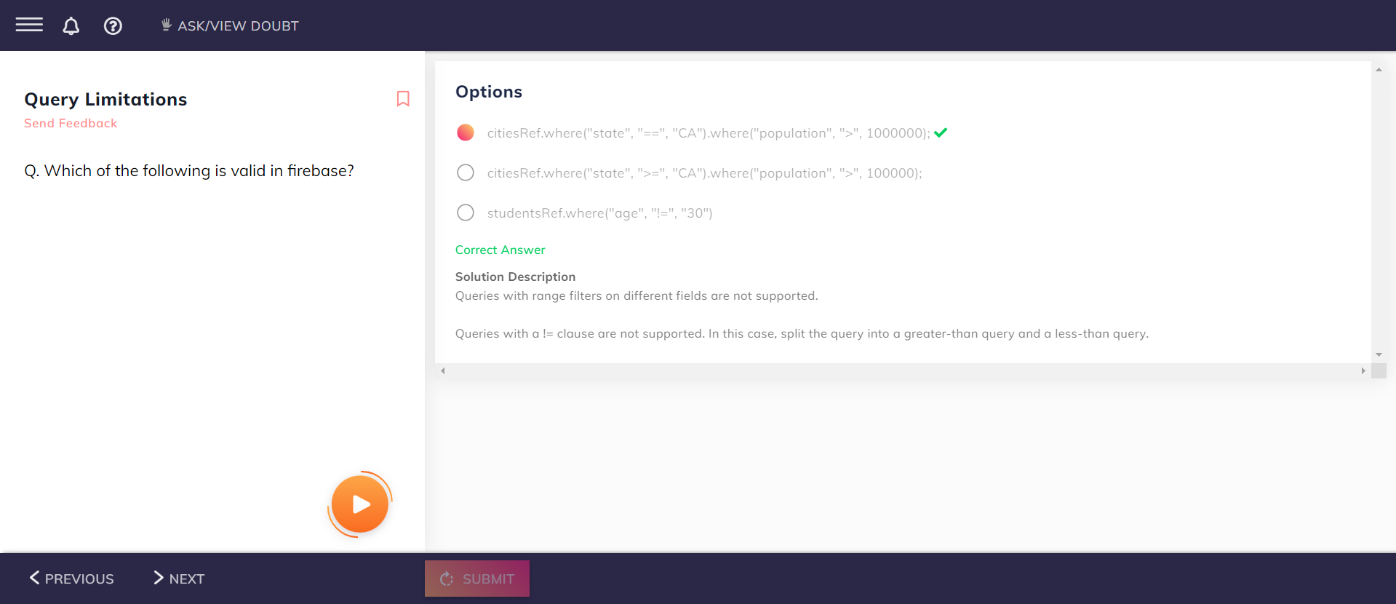 ASK/VIEW DOUBT
Query Limitations
Send Feedback
Q. Which of the following is valid in firebase?
Options
citiesRef.where("state", "==", "CA").where("population", ">", 1000000);
citiesRef.where("state", ">=", "CA").where("population", ">", 100000);
studentsRef.where("age", "!=", "30")
Correct Answer
Solution Description
Queries with range filters on different fields are not supported.
Queries with a != clause are not supported. In this case, split the query into a greater-than query and a less-than query.
PREVIOUS
NEXT
SUBMIT